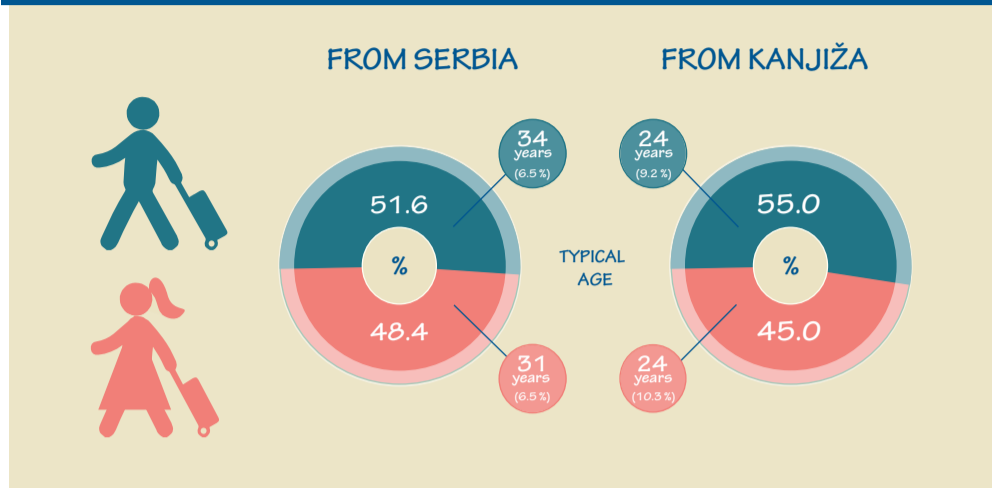 FROM SERBIA
FROM KANJIŽA
34
years
(6.5 %)
24
years
(9.2 %)
51.6
55.0
%
%
TYPICAL
AGE
48.4
45.0
31
years
(6.5 %)
24
years
(10.3 %)